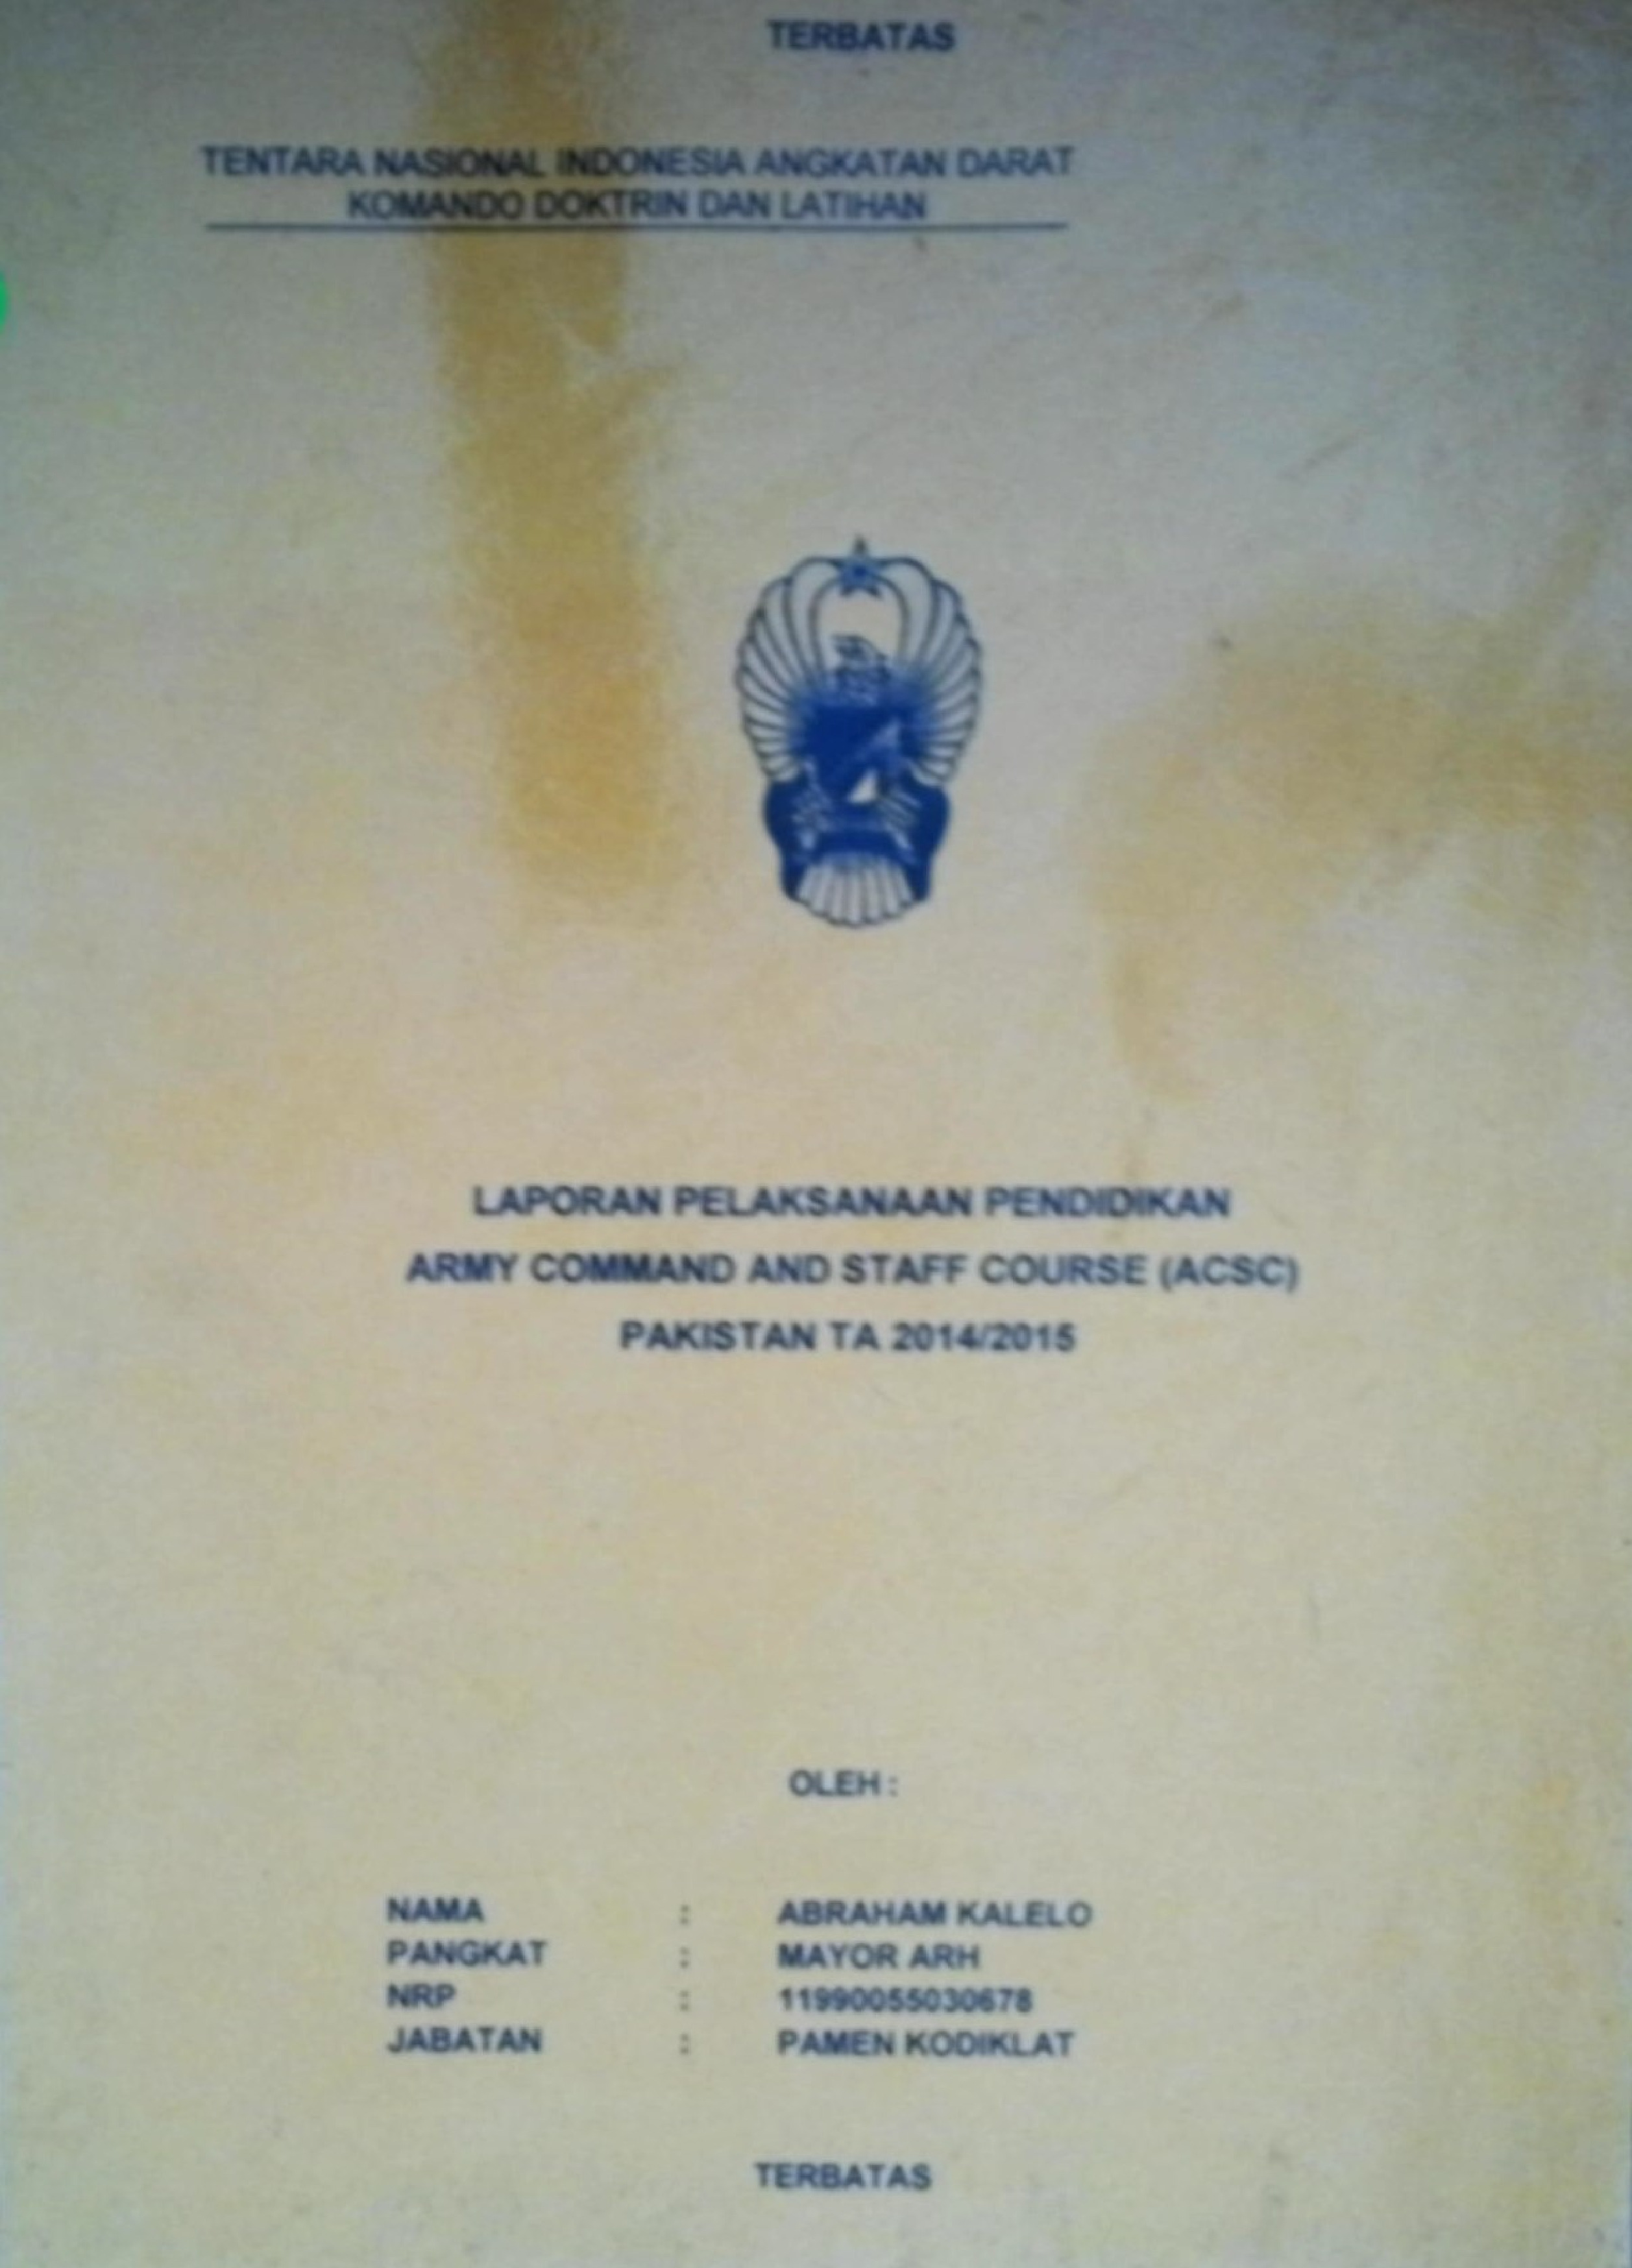 TERBATAS
TENTARA NASIONAL INDONESIA ANGKATAN DARAT
KOMANDO DOKTRIN DAN LATIHAN
LAPORAN PELAKSANAAN PENDIDIKAN
ARMY COMMAND AND STAFF COURSE (ACSC)
PAKISTAN TA 2014/2015
OLEH :
NAMA : ABRAHAM KALELO
PANGKAT : MAYOR ARH
NRP : 11990055030678
JABATAN : PAMEN KODIKLAT
TERBATAS